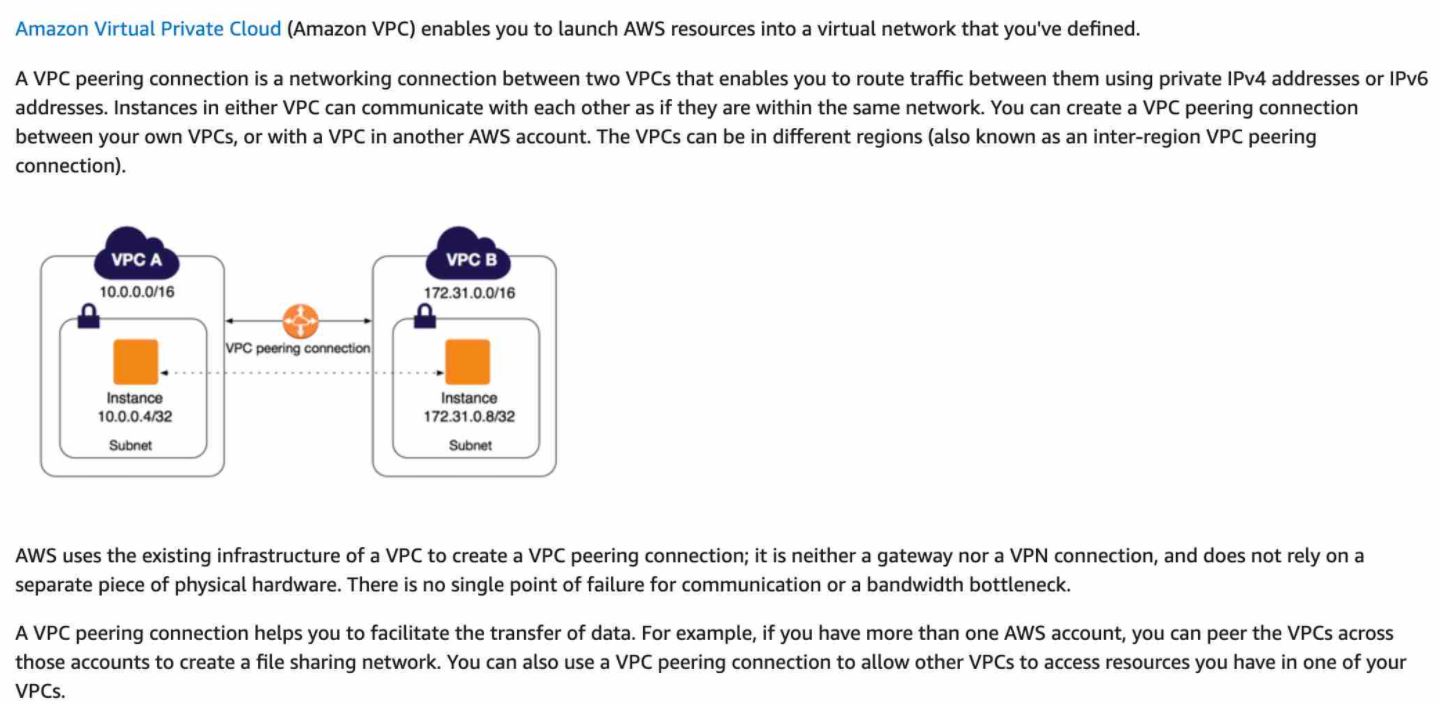 Amazon Virtual Private Cloud (Amazon VPC) enables you to launch AWS resources into a virtual network that you've defined.
A VPC peering connection is a networking connection between two VPCs that enables you to route traffic between them using private IPv4 addresses or IPv6
addresses. Instances in either VPC can communicate with each other as if they are within the same network. You can create a VPC peering connection
between your own VPCs, or with a VPC in another AWS account. The VPCs can be in different regions (also known as an inter-region VPC peering
connection).
VPC A
10.0.0.0/16
Instance
10.0.0.4/32
Subnet
VPC peering connection
VPC B
172.31.0.0/16
Instance
172.31.0.8/32
Subnet
AWS uses the existing infrastructure of a VPC to create a VPC peering connection; it is neither a gateway nor a VPN connection, and does not rely on a
separate piece of physical hardware. There is no single point of failure for communication or a bandwidth bottleneck.
A VPC peering connection helps you to facilitate the transfer of data. For example, if you have more than one AWS account, you can peer the VPCs across
those accounts to create a file sharing network. You can also use a VPC peering connection to allow other VPCs to access resources you have in one of your
VPCs.